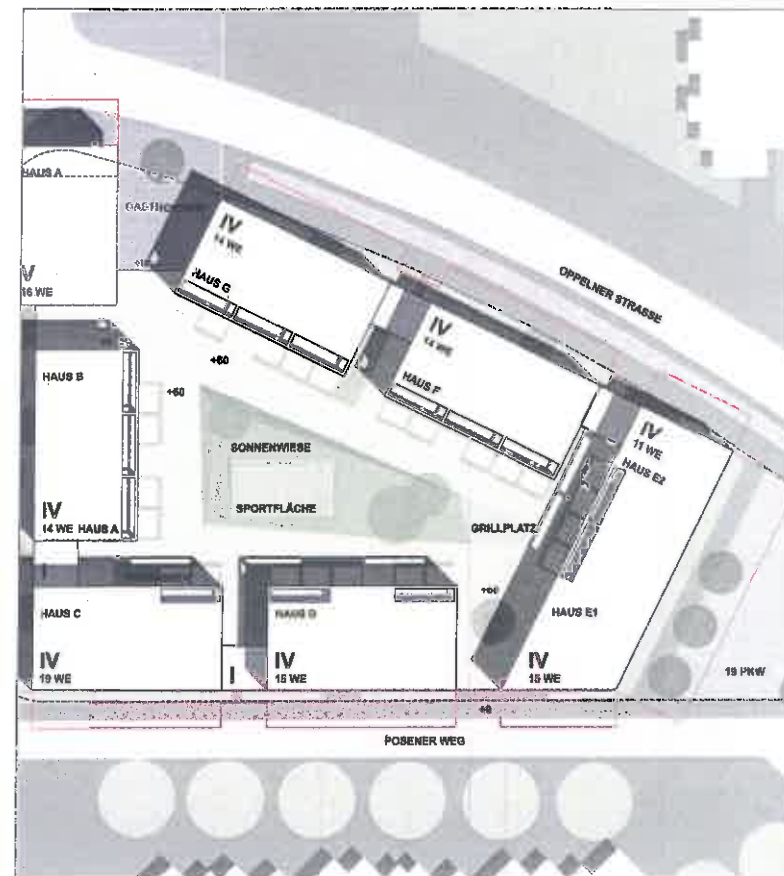 HAUS A
IV
14 WE
V
16 WE
HAUS G
OPPELNER STRASSE
IV
14 WE
HAUS F
+60
+60
HAUS B
IV
11 WE
HAUS E2
SONNENWIESE
SPORTFLÄCHE
GRILLPLATZ
IV
14 WE HAUS A
+60
HAUS C
HAUS D
HAUS E1
IV
19 WE
I
IV
15 WE
IV
15 WE
19 PKW
+0
POSENER WEG